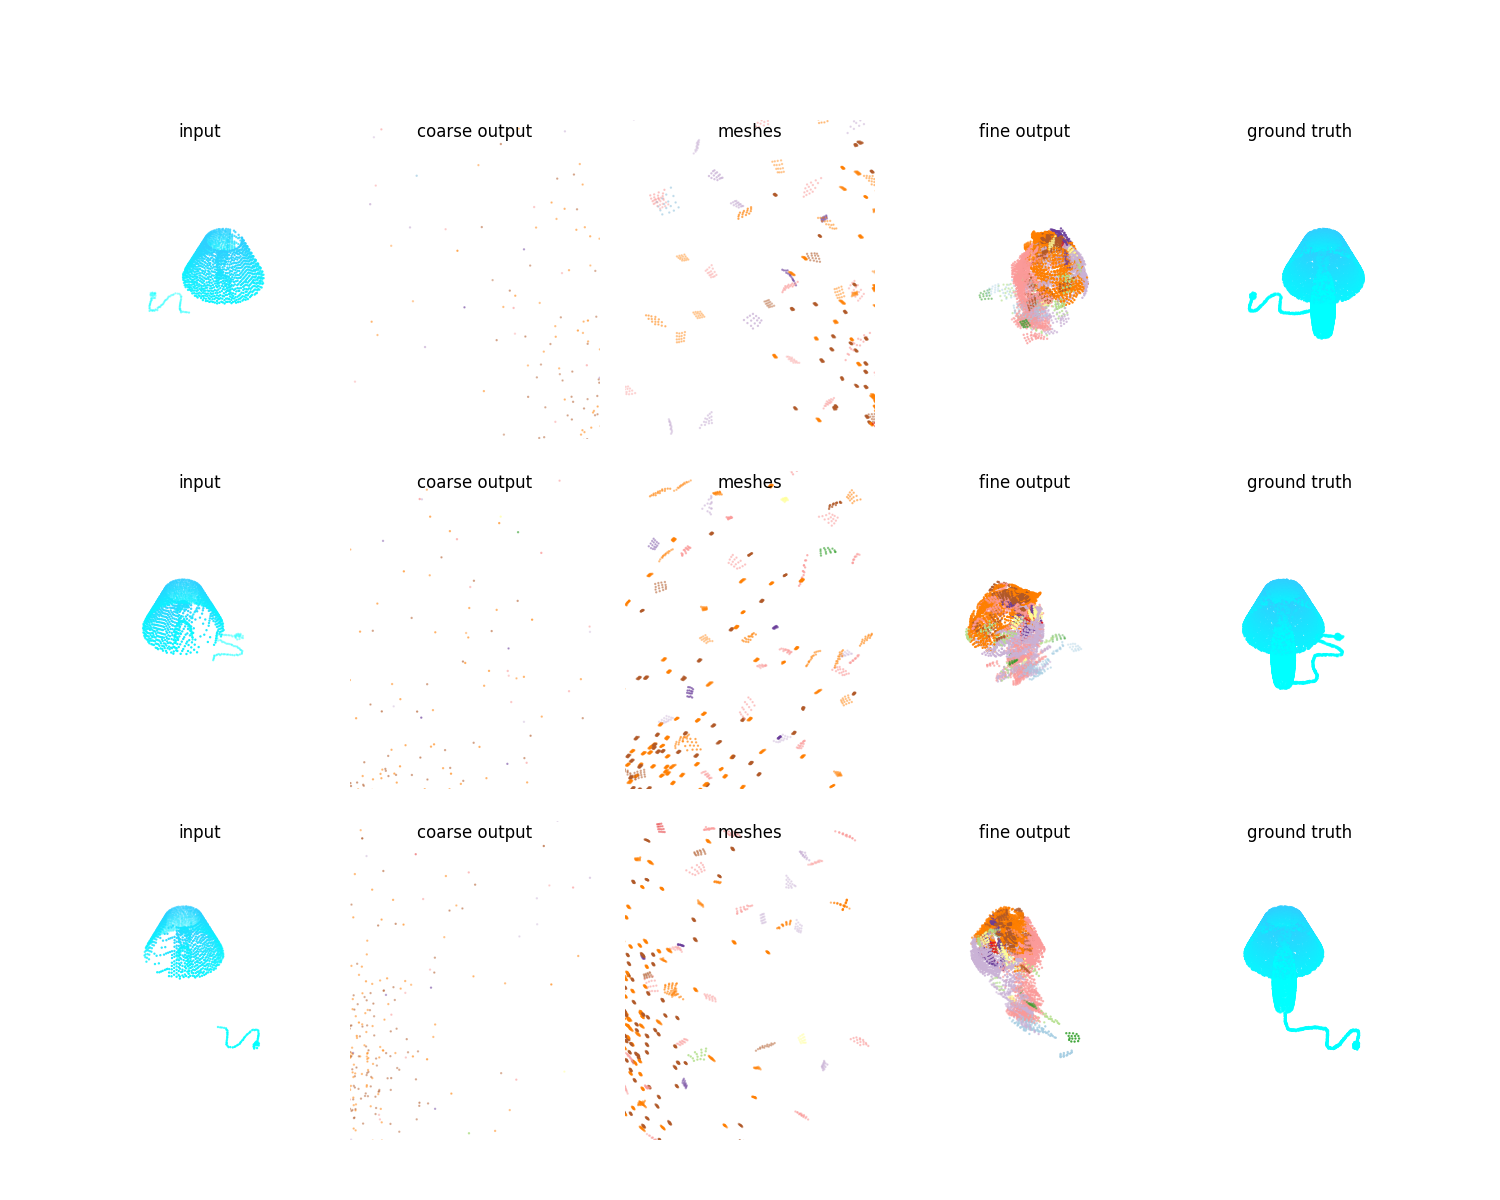 input
coarse output
meshes
fine output
ground truth
input
coarse output
meshes
fine output
ground truth
input
coarse output
meshes
fine output
ground truth